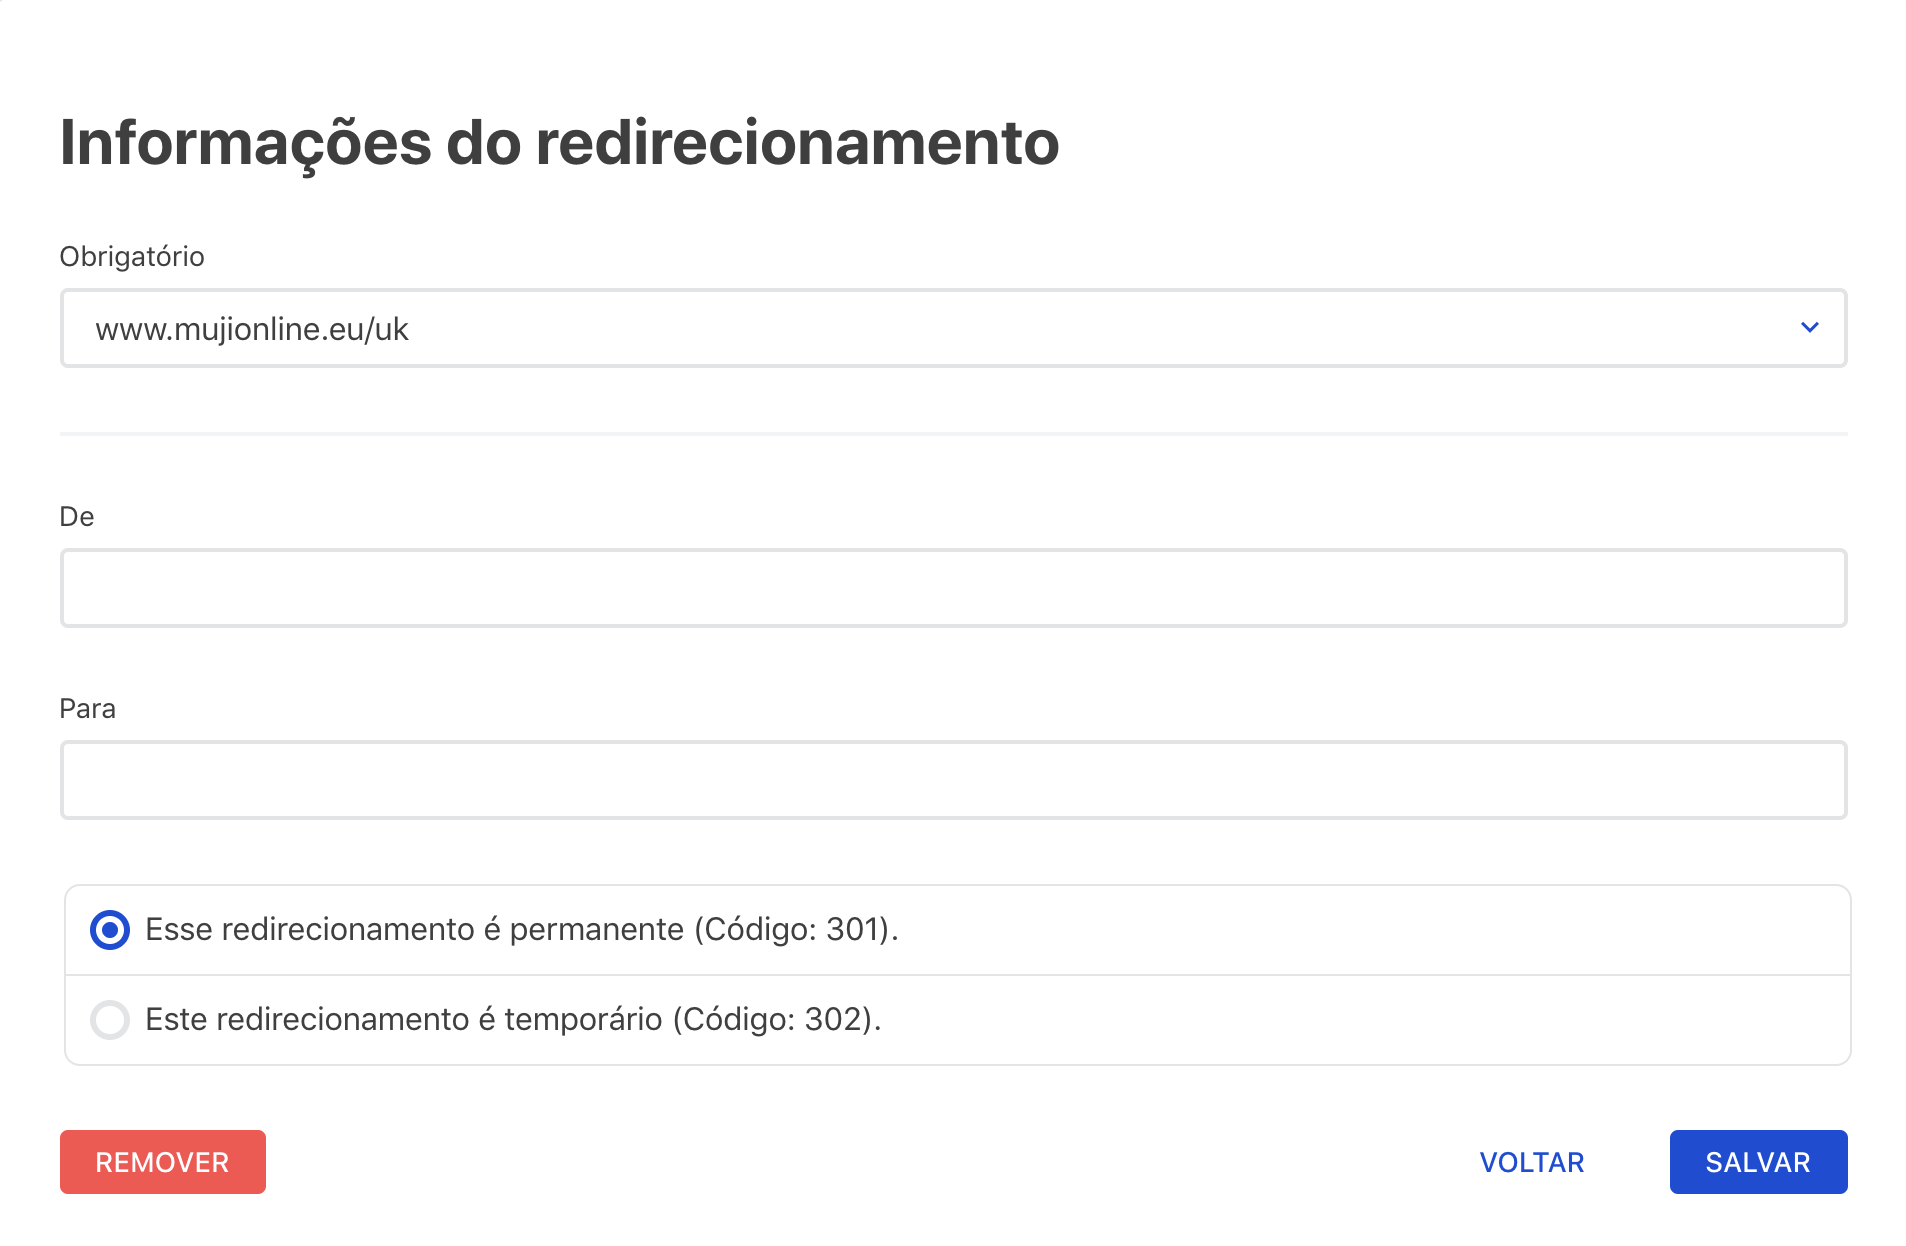 Informações do redirecionamento
Obrigatório
www.mujionline.eu/uk
De
Para
Esse redirecionamento é permanente (Código: 301).
Este redirecionamento é temporário (Código: 302).
REMOVER
VOLTAR
SALVAR